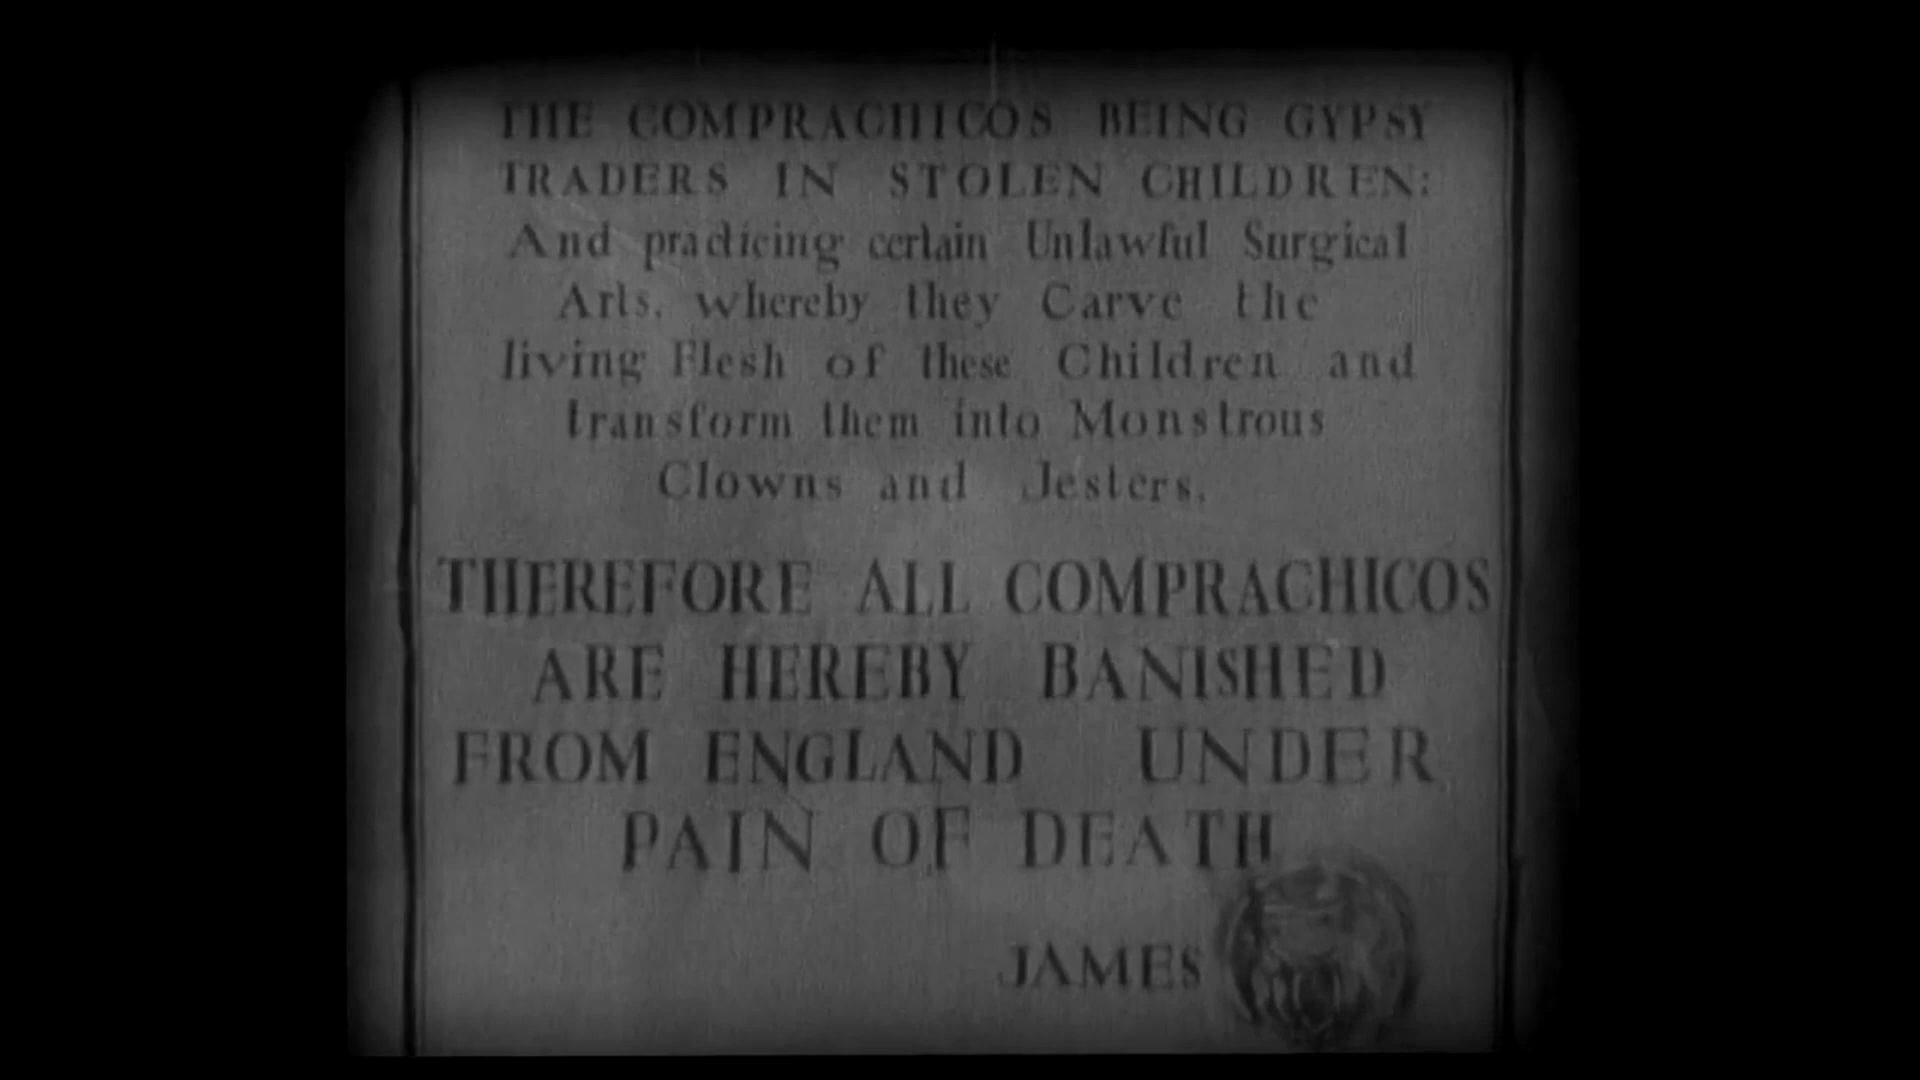 THE COMPRACHICOS BEING GYPSY
TRADERS IN STOLEN CHILDREN:
And practicing certain Unlawful Surgical
Arts, whereby they Carve the
living Flesh of these Children and
transform them into Monstrous
Clowns and Jesters.
THEREFORE ALL COMPRACHICOS
ARE HEREBY BANISHED
FROM ENGLAND UNDER
PAIN OF DEATH
JAMES